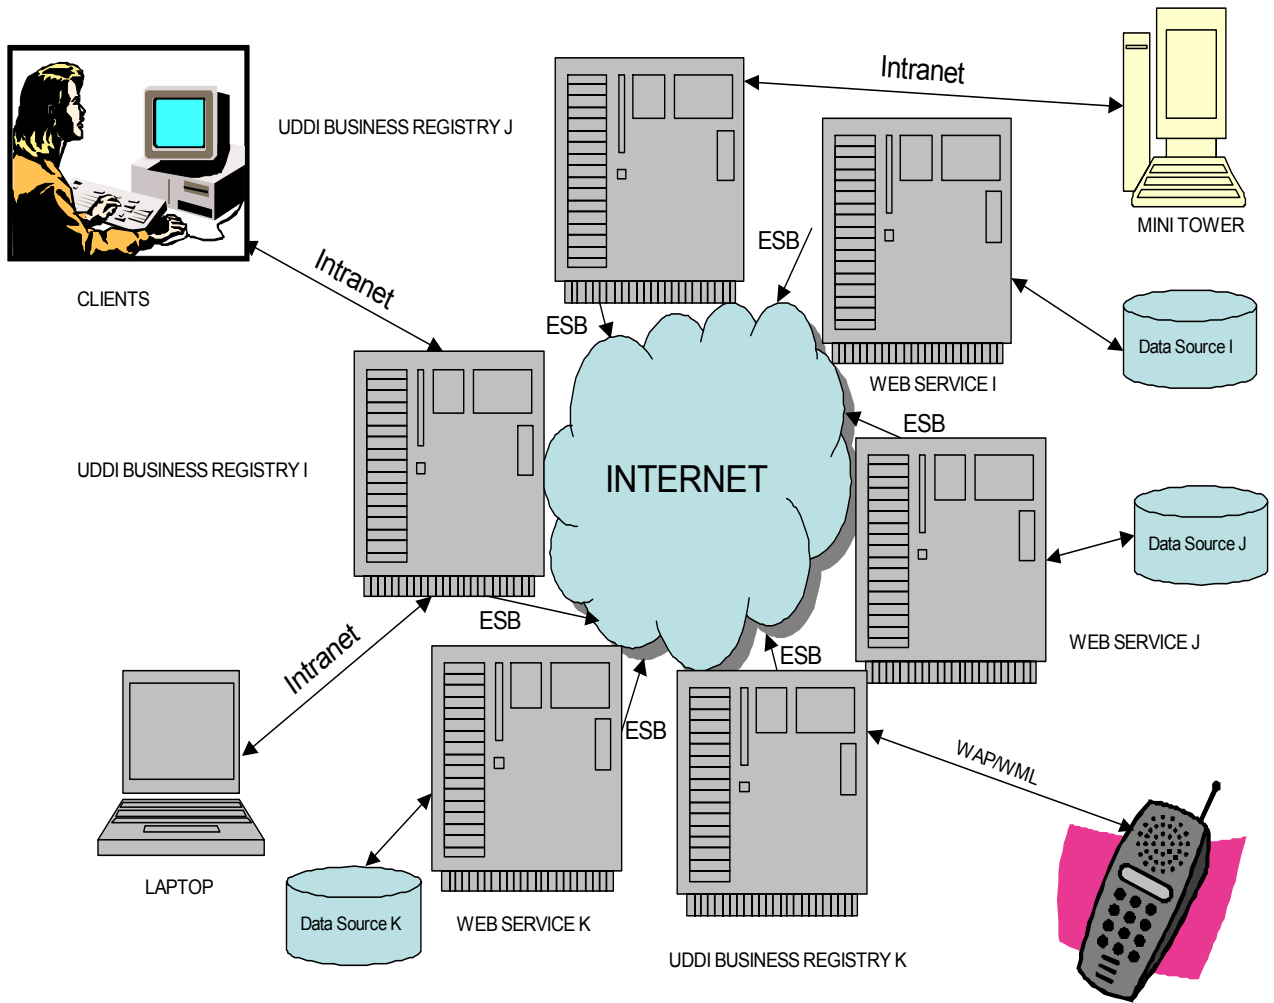 Intranet
UDDI BUSINESS REGISTRY J
MINI TOWER
ESB
Intranet
CLIENTS
ESB
Data Source I
WEB SERVICE I
ESB
UDDI BUSINESS REGISTRY I
INTERNET
Data Source J
ESB
WEB SERVICE J
Intranet
ESB
ESB
WAP/WML
LAPTOP
Data Source K
WEB SERVICE K
UDDI BUSINESS REGISTRY K